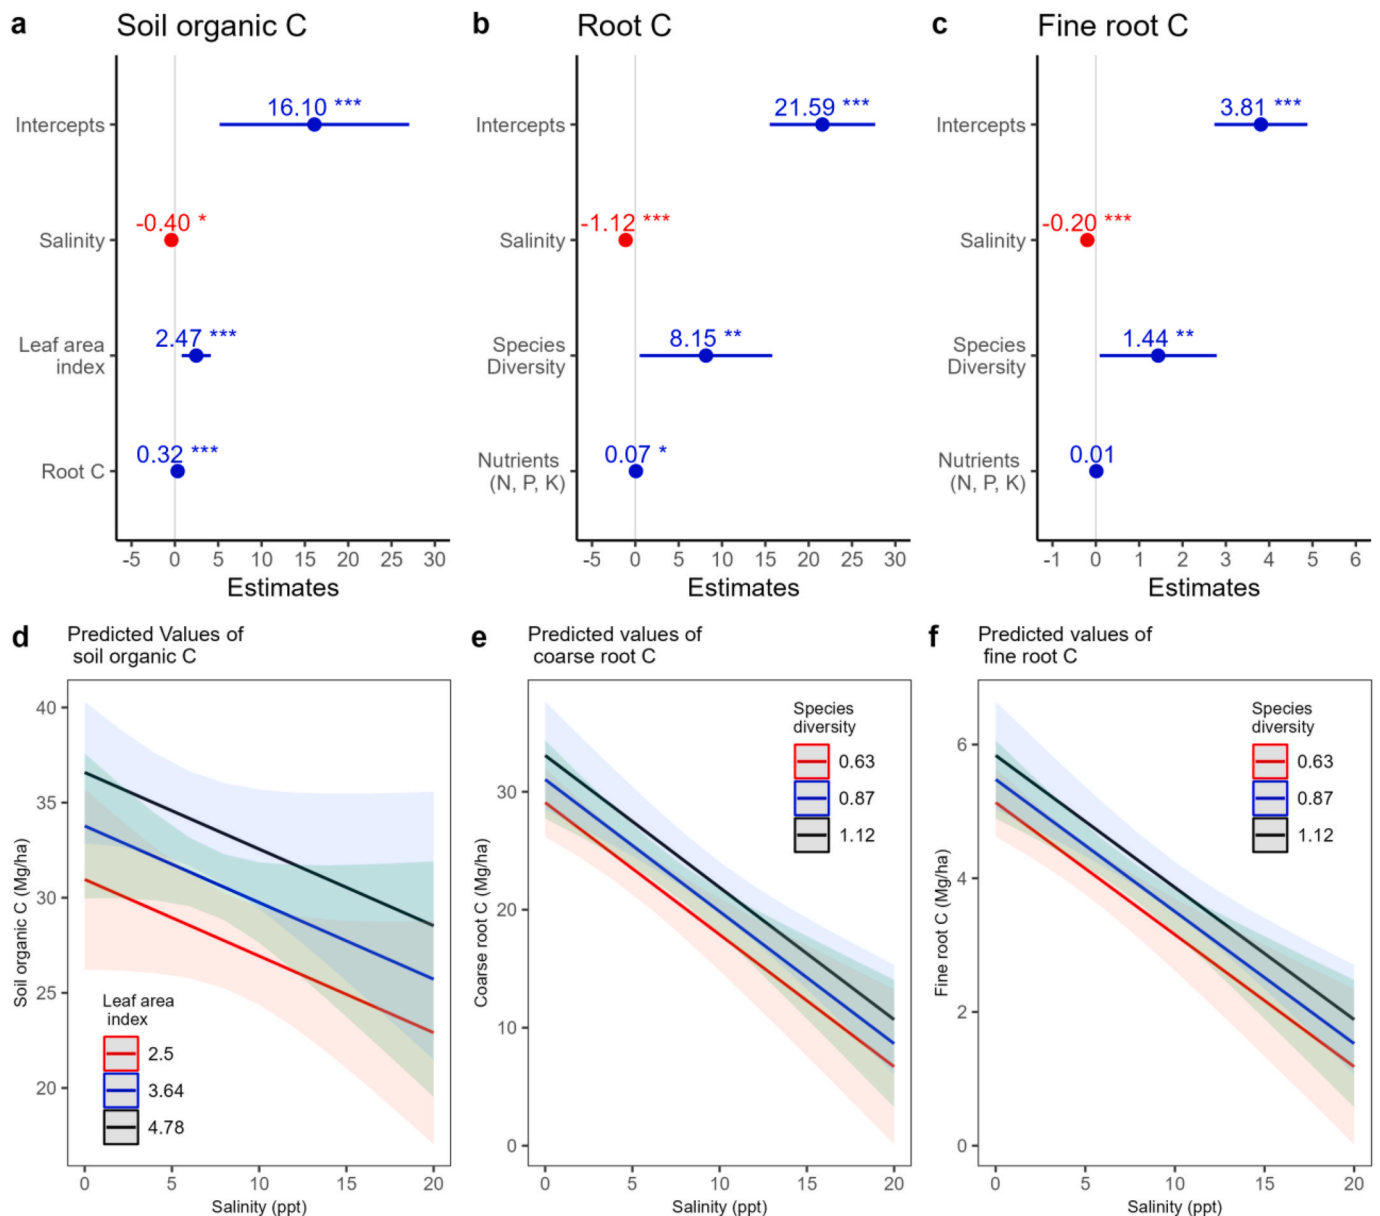 a Soil organic C
Intercepts
16.10 ***
Salinity
-0.40 *
Leaf area
index
2.47 ***
Root C
0.32 ***
-5 0 5 10 15 20 25 30
Estimates
b Root C
Intercepts
21.59 ***
Salinity
-1.12 ***
Species
Diversity
8.15 **
Nutrients
(N, P, K)
0.07 *
-5 0 5 10 15 20 25 30
Estimates
c Fine root C
Intercepts
3.81 ***
Salinity
-0.20 ***
Species
Diversity
1.44 **
Nutrients
(N, P, K)
0.01
-1 0 1 2 3 4 5 6
Estimates
d Predicted Values of
soil organic C
Soil organic C (Mg/ha)
40
35
30
25
20
Leaf area
index
2.5
3.64
4.78
0 5 10 15 20
Salinity (ppt)
e Predicted values of
coarse root C
Coarse root C (Mg/ha)
30
20
10
0
Species
diversity
0.63
0.87
1.12
0 5 10 15 20
Salinity (ppt)
f Predicted values of
fine root C
Fine root C (Mg/ha)
6
4
2
0
Species
diversity
0.63
0.87
1.12
0 5 10 15 20
Salinity (ppt)